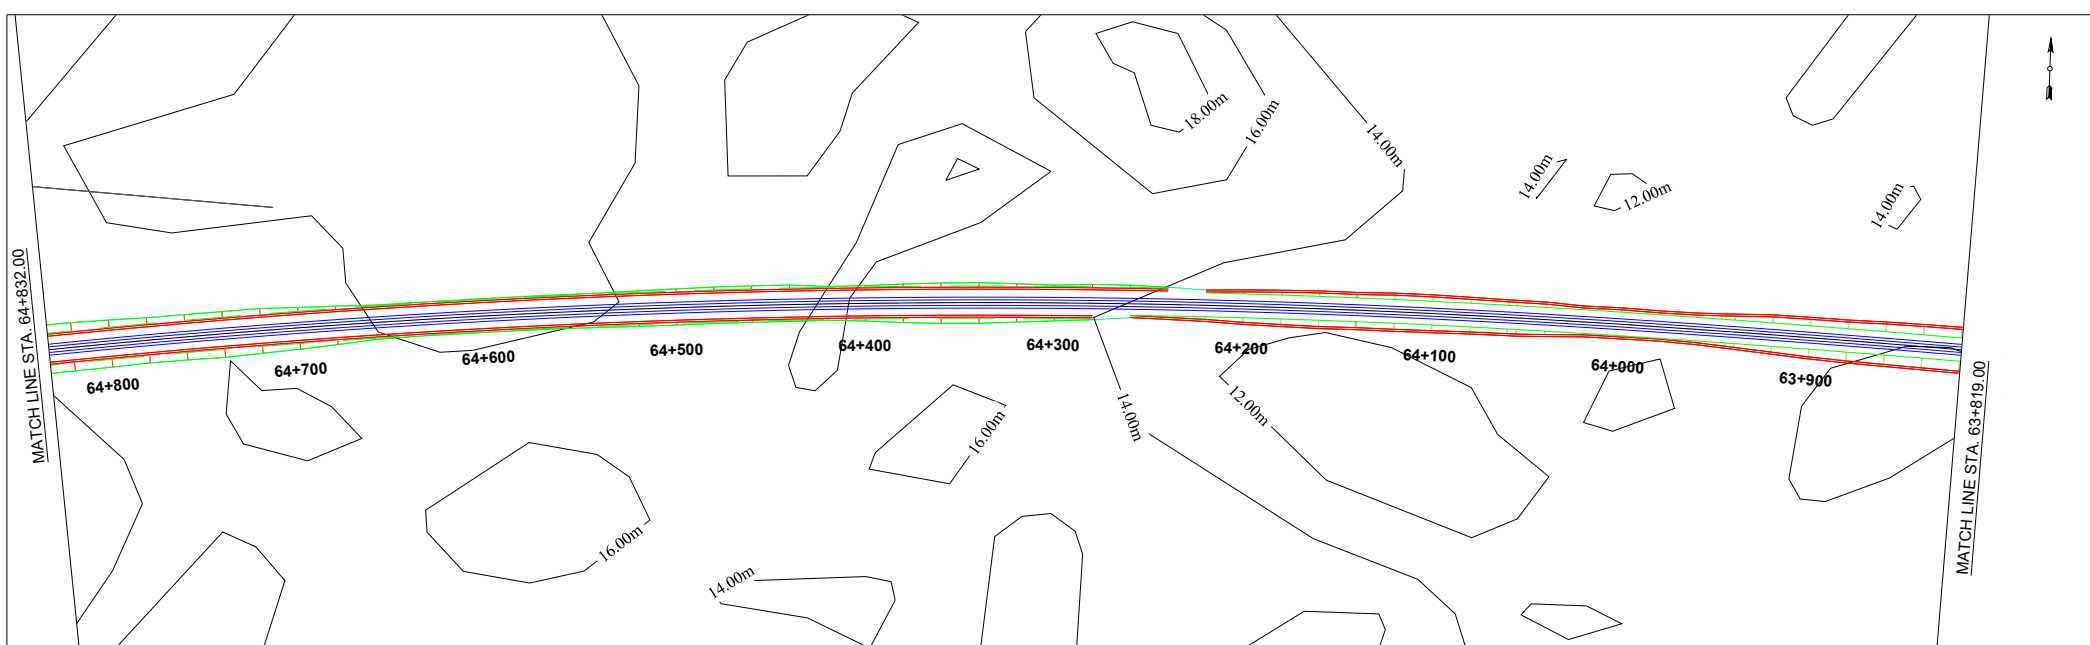 18.00m
16.00m
14.00m
14.00m
12.00m
14.00m
MATCH LINE STA. 64+832.00
64+800
64+700
64+600
64+500
64+400
64+300
64+200
64+100
64+000
63+900
MATCH LINE STA. 63+819.00
14.00m
12.00m
16.00m
16.00m
14.00m